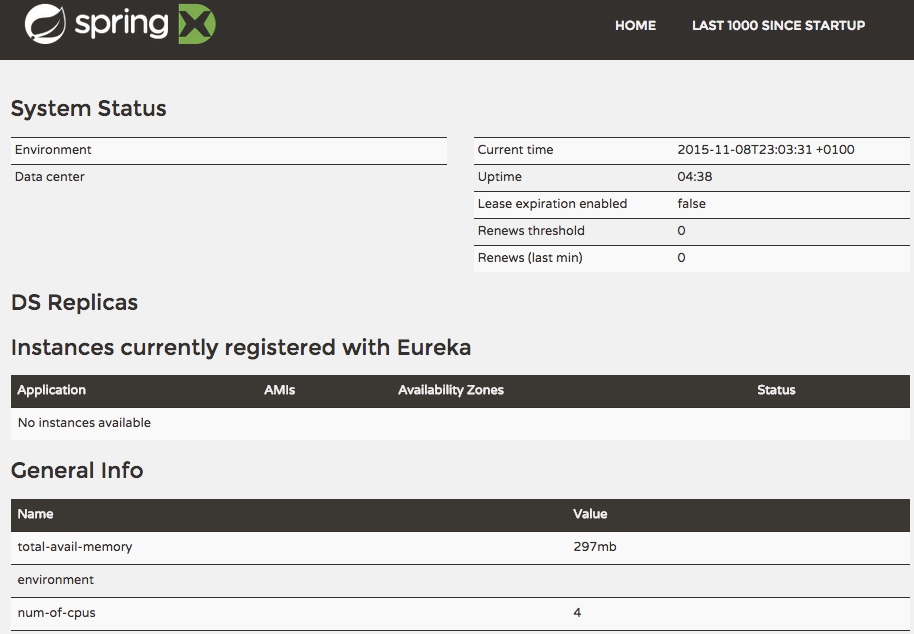 spring
HOME LAST 1000 SINCE STARTUP
System Status
Environment
Data center
Current time 2015-11-08T23:03:31 +0100
Uptime 04:38
Lease expiration enabled false
Renews threshold 0
Renews (last min) 0
DS Replicas
Instances currently registered with Eureka
Application AMIs Availability Zones Status
No instances available
General Info
Name Value
total-avail-memory 297mb
environment
num-of-cpus 4